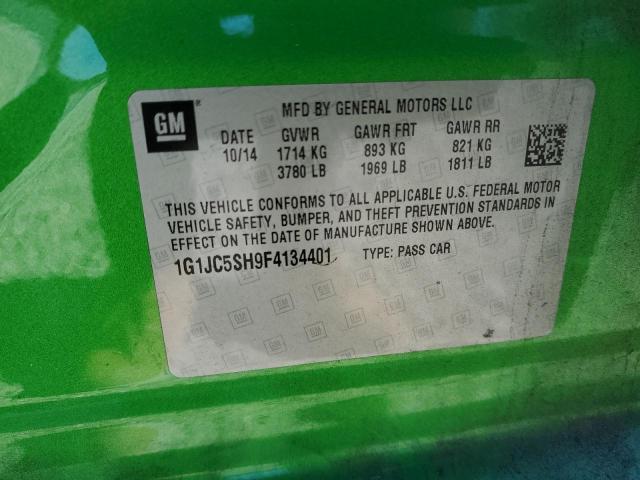 GM
MFD BY GENERAL MOTORS LLC
DATE GVWR GAWR FRT GAWR RR
10/14 1714 KG 893 KG 821 KG
3780 LB 1969 LB 1811 LB
THIS VEHICLE CONFORMS TO ALL APPLICABLE U.S. FEDERAL MOTOR
VEHICLE SAFETY, BUMPER, AND THEFT PREVENTION STANDARDS IN
EFFECT ON THE DATE OF MANUFACTURE SHOWN ABOVE.
1G1JC5SH9F4134401 TYPE: PASS CAR